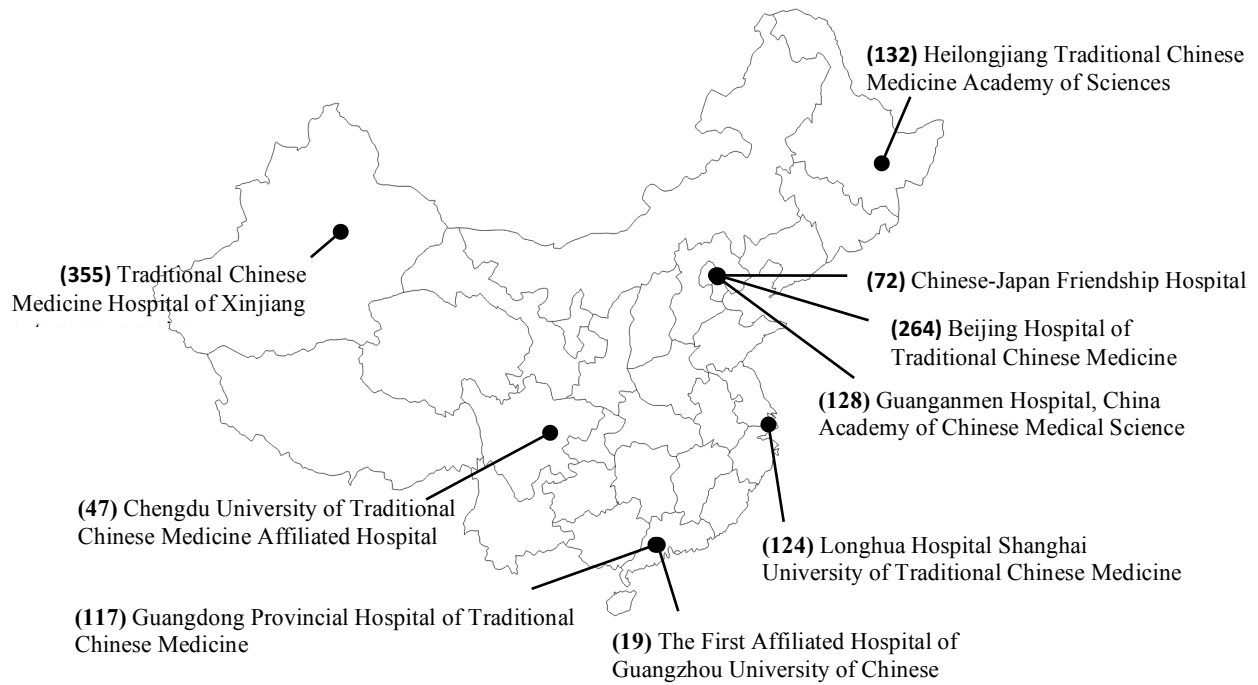 (132) Heilongjiang Traditional Chinese
Medicine Academy of Sciences
(355) Traditional Chinese
Medicine Hospital of Xinjiang
(72) Chinese-Japan Friendship Hospital
(264) Beijing Hospital of
Traditional Chinese Medicine
(128) Guanganmen Hospital, China
Academy of Chinese Medical Science
(47) Chengdu University of Traditional
Chinese Medicine Affiliated Hospital
(124) Longhua Hospital Shanghai
University of Traditional Chinese Medicine
(117) Guangdong Provincial Hospital of Traditional
Chinese Medicine
(19) The First Affiliated Hospital of
Guangzhou University of Chinese